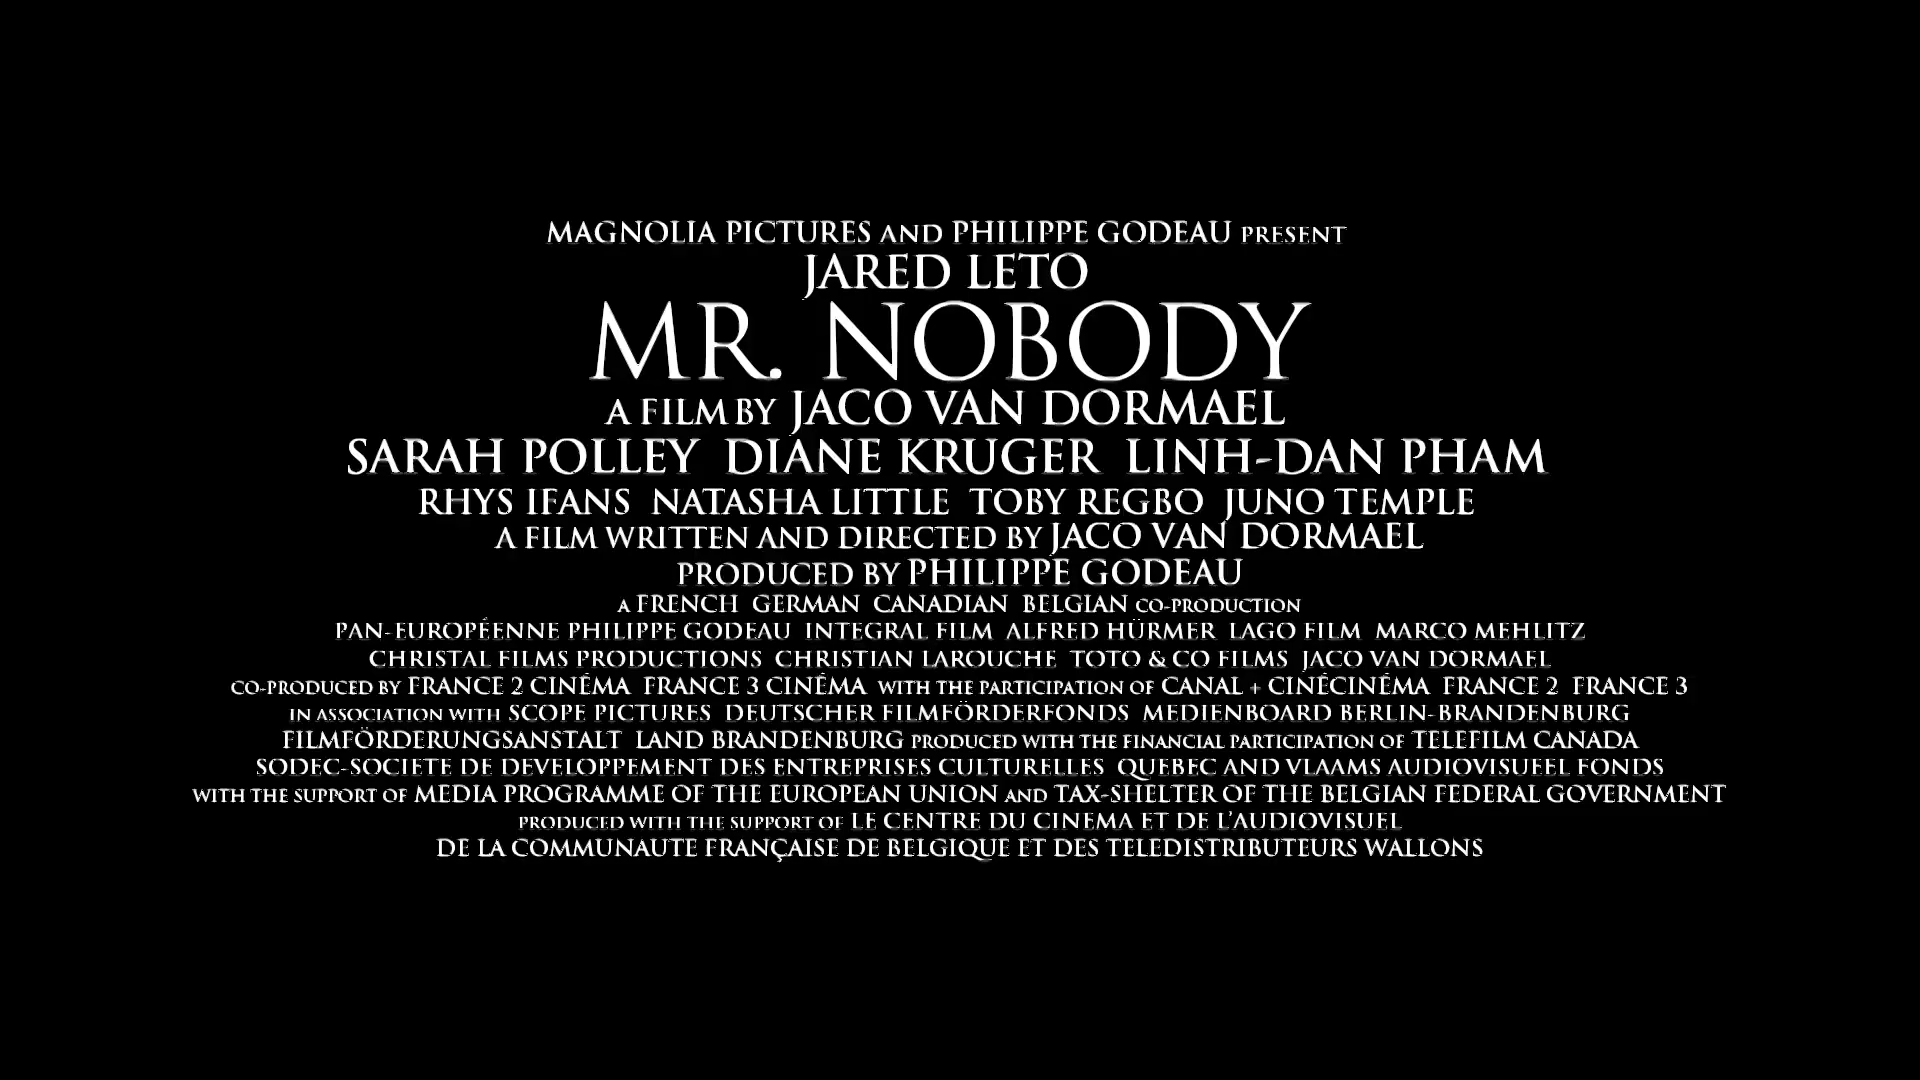 MAGNOLIA PICTURES AND PHILIPPE GODEAU PRESENT
JARED LETO
MR. NOBODY
A FILM BY JACO VAN DORMAEL
SARAH POLLEY DIANE KRUGER LINH-DAN PHAM
RHYS IFANS NATASHA LITTLE TOBY REGBO JUNO TEMPLE
A FILM WRITTEN AND DIRECTED BY JACO VAN DORMAEL
PRODUCED BY PHILIPPE GODEAU
A FRENCH GERMAN CANADIAN BELGIAN CO-PRODUCTION
PAN-EUROPÉENNE PHILIPPE GODEAU INTEGRAL FILM ALFRED HÜRMER LAGO FILM MARCO MEHLITZ
CHRISTAL FILMS PRODUCTIONS CHRISTIAN LAROUCHE TOTO & CO FILMS JACO VAN DORMAEL
CO-PRODUCED BY FRANCE 2 CINÉMA FRANCE 3 CINÉMA WITH THE PARTICIPATION OF CANAL + CINÉCINÉMA FRANCE 2 FRANCE 3
IN ASSOCIATION WITH SCOPE PICTURES DEUTSCHER FILMFÖRDERFONDS MEDIENBOARD BERLIN-BRANDENBURG
FILMFÖRDERUNGSANSTALT LAND BRANDENBURG PRODUCED WITH THE FINANCIAL PARTICIPATION OF TELEFILM CANADA
SODEC-SOCIETE DE DEVELOPPEMENT DES ENTREPRISES CULTURELLES QUEBEC AND VLAAMS AUDIOVISUEEL FONDS
WITH THE SUPPORT OF MEDIA PROGRAMME OF THE EUROPEAN UNION AND TAX-SHELTER OF THE BELGIAN FEDERAL GOVERNMENT
PRODUCED WITH THE SUPPORT OF LE CENTRE DU CINEMA ET DE L'AUDIOVISUEL
DE LA COMMUNAUTE FRANÇAISE DE BELGIQUE ET DES TELEDISTRIBUTEURS WALLONS